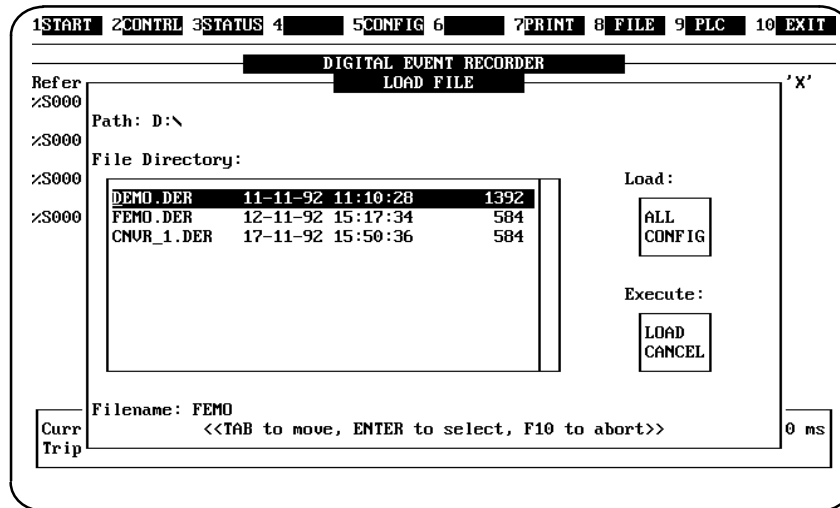 1START 2CONTRL 3STATUS 4 5CONFIG 6 7PRINT 8 FILE 9 PLC 10 EXIT
DIGITAL EVENT RECORDER
LOAD FILE
Refer 'X'
%S000
Path: D:\
%S000
File Directory:
%S000 Load:
DEMO.DER 11-11-92 11:10:28 1392
%S000 FEMO.DER 12-11-92 15:17:34 584 ALL
CNVR_1.DER 17-11-92 15:50:36 584 CONFIG
Execute:
LOAD
CANCEL
Filename: FEMO
Curr <<TAB to move, ENTER to select, F10 to abort>> 0 ms
Trip